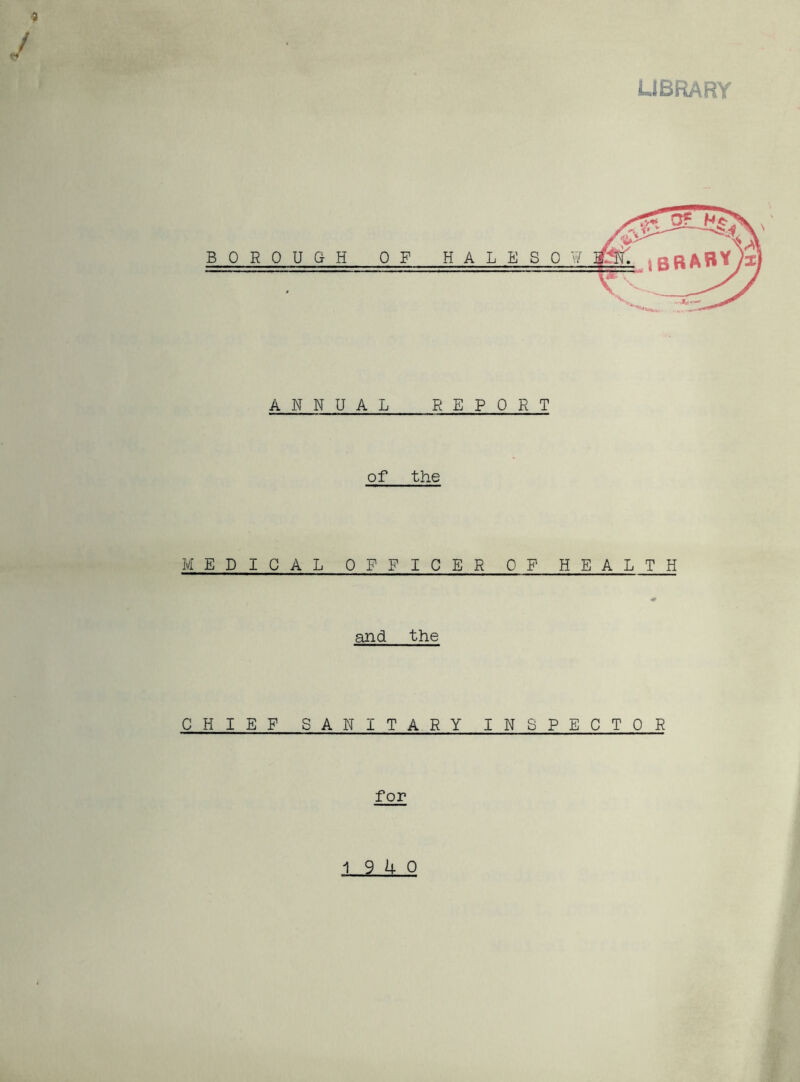 LIBRARY
BOROUGH OF HALESOWEN.
OF
LIBRARY
ANNUAL REPORT
of the
MEDICAL OFFICER OF HEALTH
and the
CHIEF SANITARY INSPECTOR
for
1940